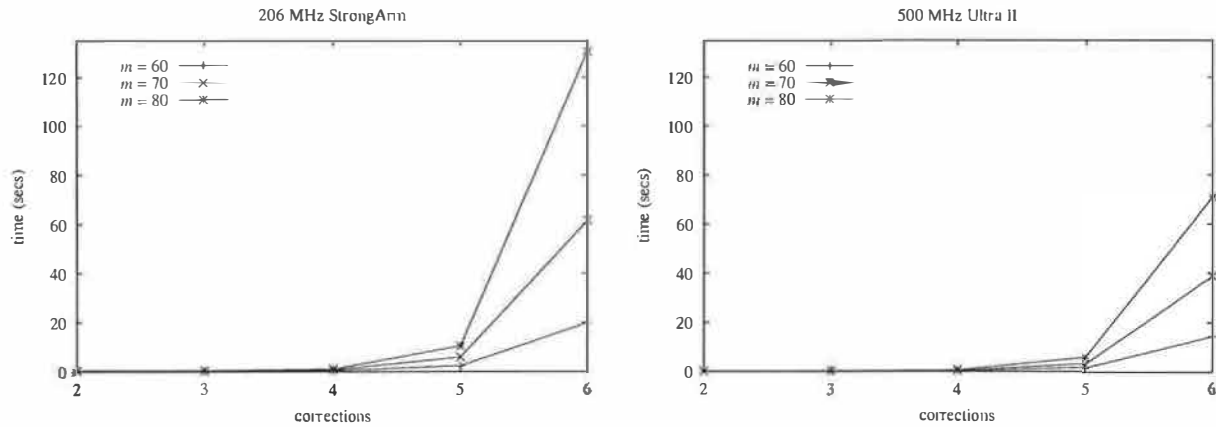 206 MHz StrongArm
m = 60
m = 70
m = 80
120
100
80
60
40
20
0
time (secs)
2 3 4 5 6
corrections
500 MHz Ultra II
m = 60
m = 70
m = 80
120
100
80
60
40
20
0
time (secs)
2 3 4 5 6
corrections